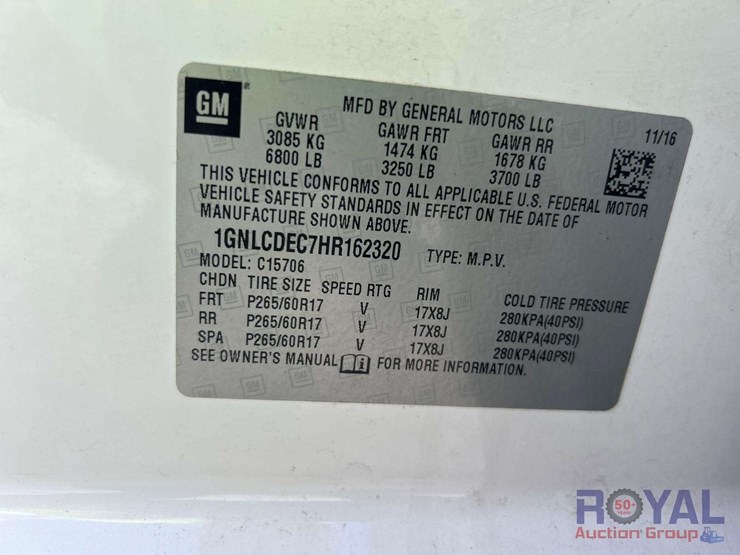 GM ®
MFD BY GENERAL MOTORS LLC
11/16
GVWR GAWR FRT GAWR RR
3085 KG 1474 KG 1678 KG
6800 LB 3250 LB 3700 LB
THIS VEHICLE CONFORMS TO ALL APPLICABLE U.S. FEDERAL MOTOR
VEHICLE SAFETY STANDARDS IN EFFECT ON THE DATE OF
MANUFACTURE SHOWN ABOVE.
1GNLCDEC7HR162320 TYPE: M.P.V.
MODEL: C15706
CHDN TIRE SIZE SPEED RTG RIM COLD TIRE PRESSURE
FRT P265/60R17 V 17X8J 280KPA(40PSI)
RR P265/60R17 V 17X8J 280KPA(40PSI)
SPA P265/60R17 V 17X8J 280KPA(40PSI)
SEE OWNER'S MANUAL FOR MORE INFORMATION.
ROYAL
50+
YEARS
Auction Group